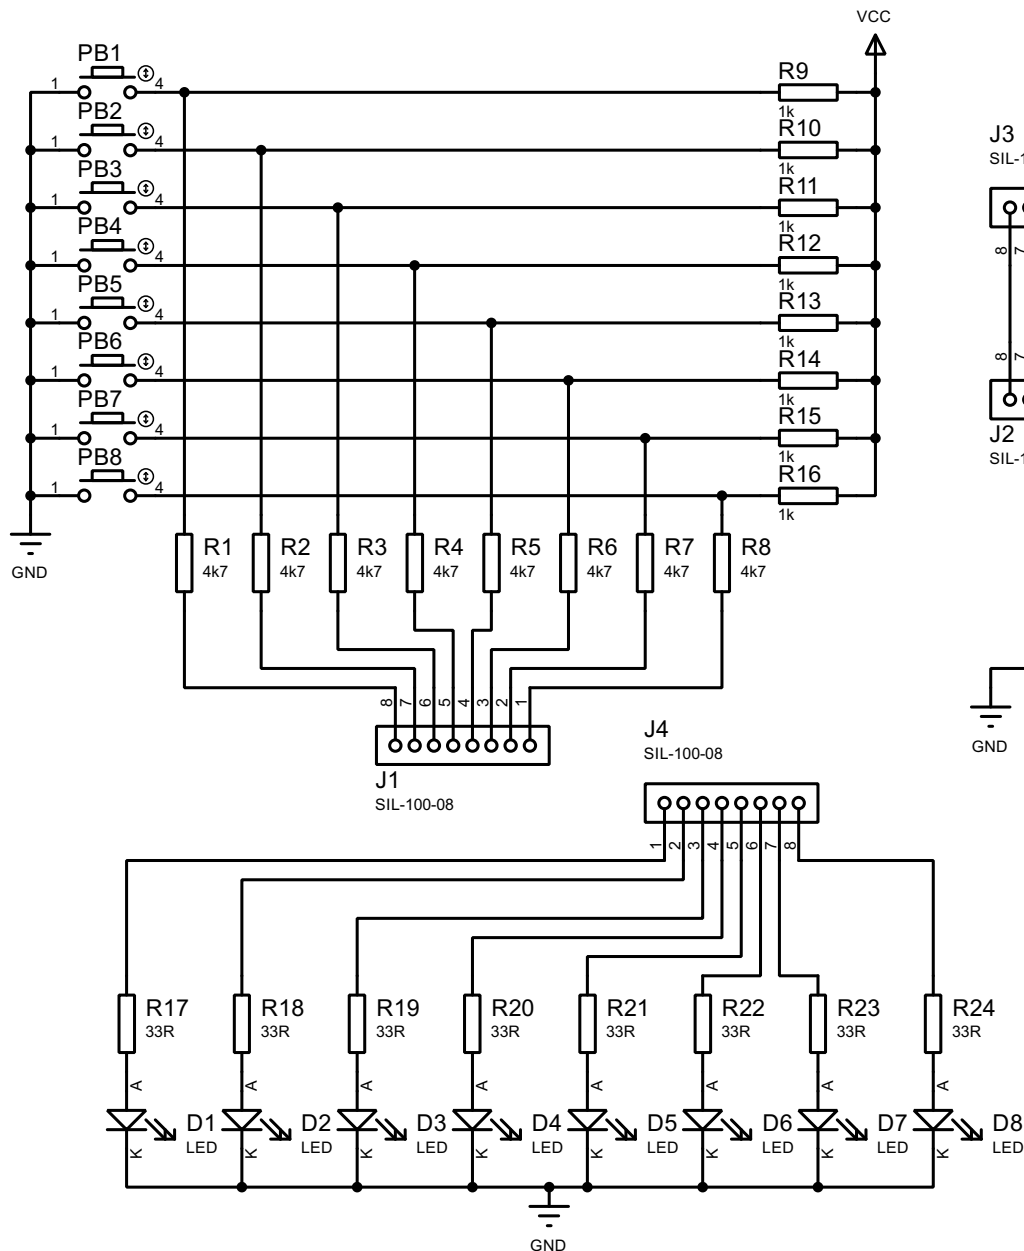 VCC
PB1
1
4
R9
1k
PB2
1
4
R10
1k
PB3
1
4
R11
1k
PB4
1
4
R12
1k
PB5
1
4
R13
1k
PB6
1
4
R14
1k
PB7
1
4
R15
1k
PB8
1
4
R16
1k
GND
J3
SIL-1
8
7
8
7
J2
SIL-1
GND
R1
4k7
R2
4k7
R3
4k7
R4
4k7
R5
4k7
R6
4k7
R7
4k7
R8
4k7
8 7 6 5 4 3 2 1
J1
SIL-100-08
J4
SIL-100-08
1 2 3 4 5 6 7 8
R17
33R
R18
33R
R19
33R
R20
33R
R21
33R
R22
33R
R23
33R
R24
33R
A A A A A A A A
D1
LED
D2
LED
D3
LED
D4
LED
D5
LED
D6
LED
D7
LED
D8
LED
K K K K K K K K
GND